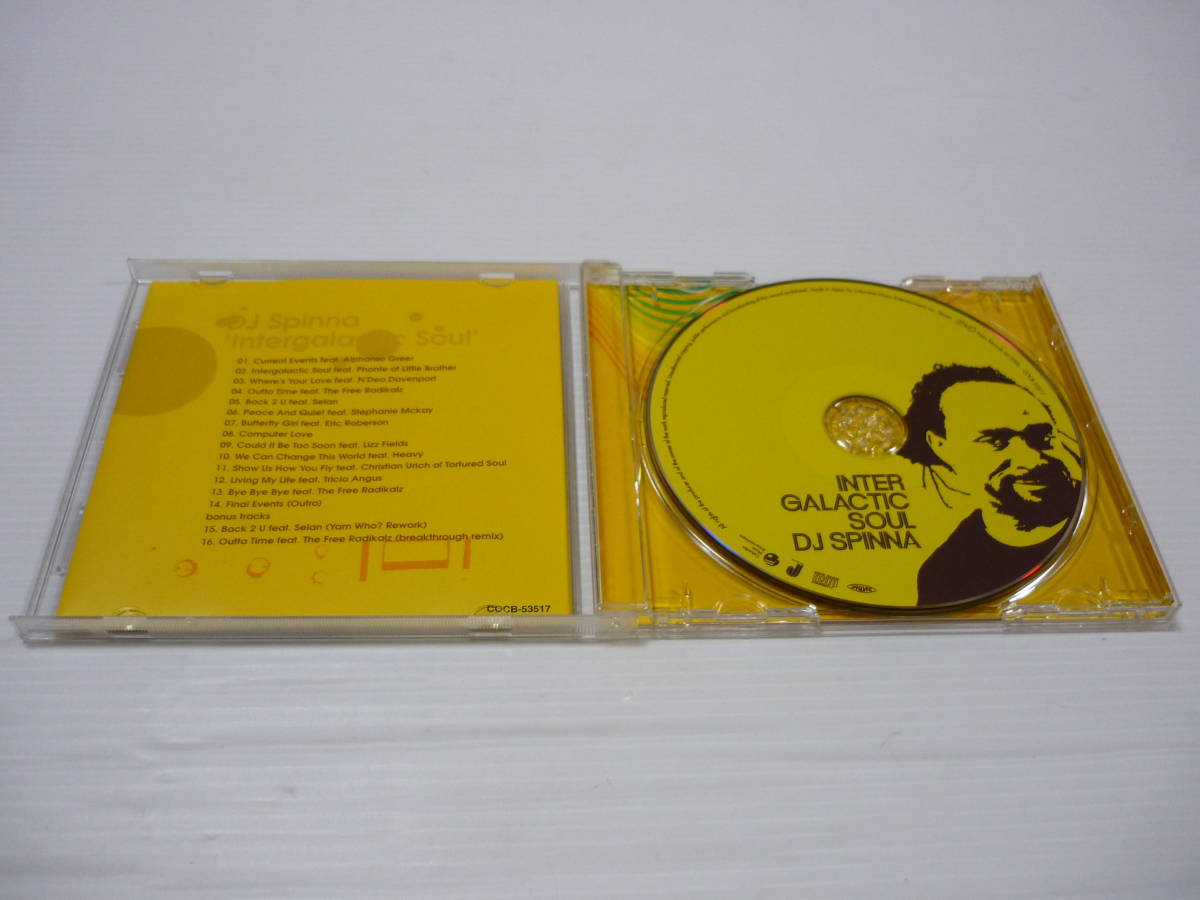 DJ Spinna
'Intergalactic Soul'
01. Current Events feat. Alphonso Greer
02. Intergalactic Soul feat. Phonte of Little Brother
03. Where's Your Love feat. N'Dea Davenport
04. Outta Time feat. The Free Radikalz
05. Back 2 U feat. Selan
06. Peace And Quiet feat. Stephanie Mckay
07. Butterfly Girl feat. Eric Roberson
08. Computer Love
09. Could It Be Too Soon feat. Lizz Fields
10. We Can Change This World feat. Heavy
11. Show Us How You Fly feat. Christian Urich of Tortured Soul
12. Living My Life feat. Tricia Angus
13. Bye Bye Bye feat. The Free Radikalz
14. Final Events (Outro)
bonus tracks
15. Back 2 U feat. Selan (Yam Who? Rework)
16. Outta Time feat. The Free Radikalz (breakthrough remix)
COCB-53517
INTER
GALACTIC
SOUL
DJ SPINNA